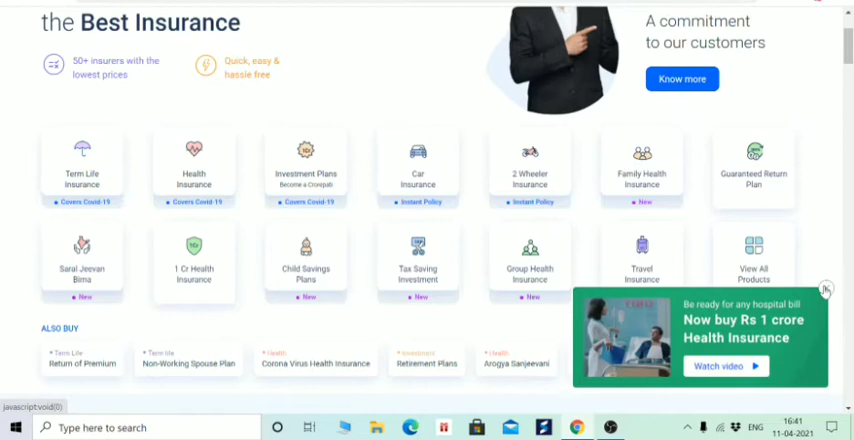 the Best Insurance
50+ insurers with the
lowest prices
Quick, easy &
hassle free
A commitment
to our customers
Know more
Term Life
Insurance
Covers Covid-19
Health
Insurance
Covers Covid-19
Investment Plans
Become a Crorepati
Covers Covid-19
Car
Insurance
Instant Policy
2 Wheeler
Insurance
Instant Policy
Family Health
Insurance
New
Guaranteed Return
Plan
Saral Jeevan
Bima
New
1 Cr Health
Insurance
Child Savings
Plans
New
Tax Saving
Investment
New
Group Health
Insurance
New
Travel
Insurance
View All
Products
Be ready for any hospital bill
Now buy Rs 1 crore
Health Insurance
Watch video
ALSO BUY
* Term Life
Return of Premium
* Term life
Non-Working Spouse Plan
* Health
Corona Virus Health Insurance
* Investment
Retirement Plans
* Health
Arogya Sanjeevani
javascript:void(0)
Type here to search
ENG
16:41
11-04-2021